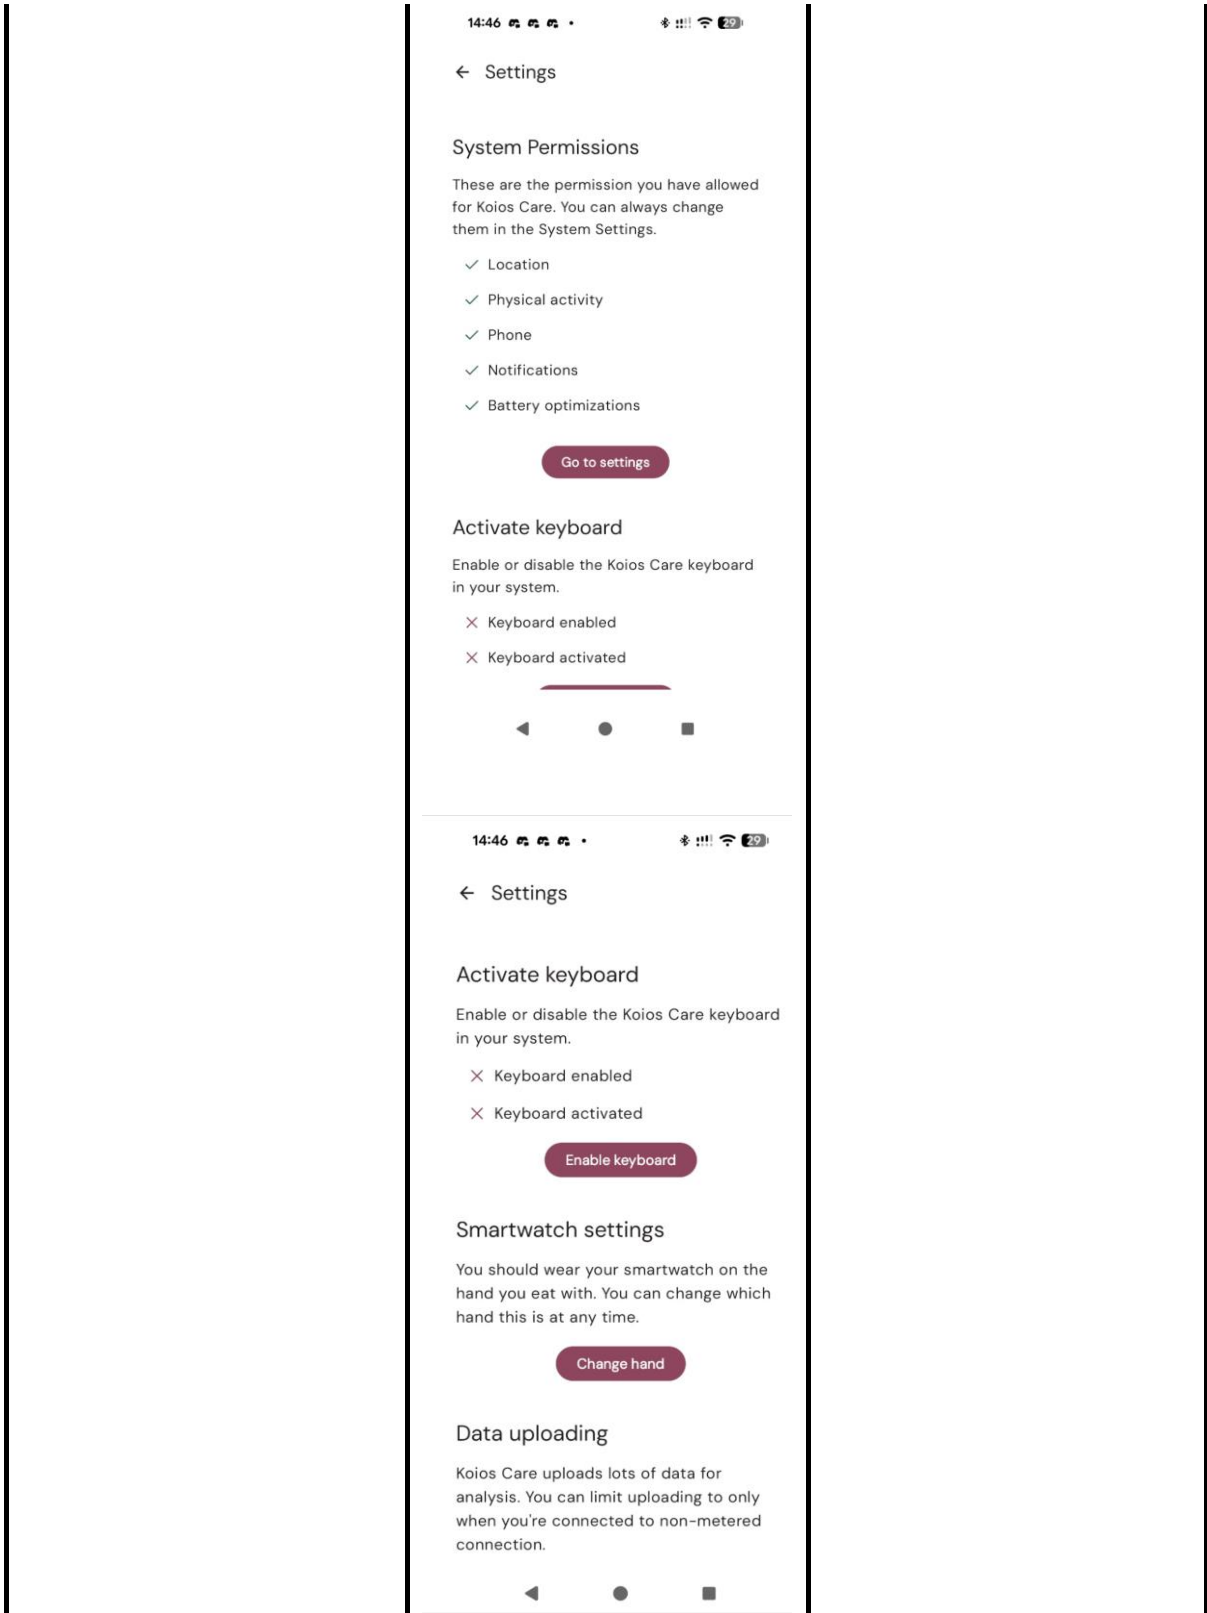 14:46
29
Settings
System Permissions
These are the permission you have allowed
for Koios Care. You can always change
them in the System Settings.
Location
Physical activity
Phone
Notifications
Battery optimizations
Go to settings
Activate keyboard
Enable or disable the Koios Care keyboard
in your system.
Keyboard enabled
Keyboard activated
14:46
29
Settings
Activate keyboard
Enable or disable the Koios Care keyboard
in your system.
Keyboard enabled
Keyboard activated
Enable keyboard
Smartwatch settings
You should wear your smartwatch on the
hand you eat with. You can change which
hand this is at any time.
Change hand
Data uploading
Koios Care uploads lots of data for
analysis. You can limit uploading to only
when you're connected to non-metered
connection.